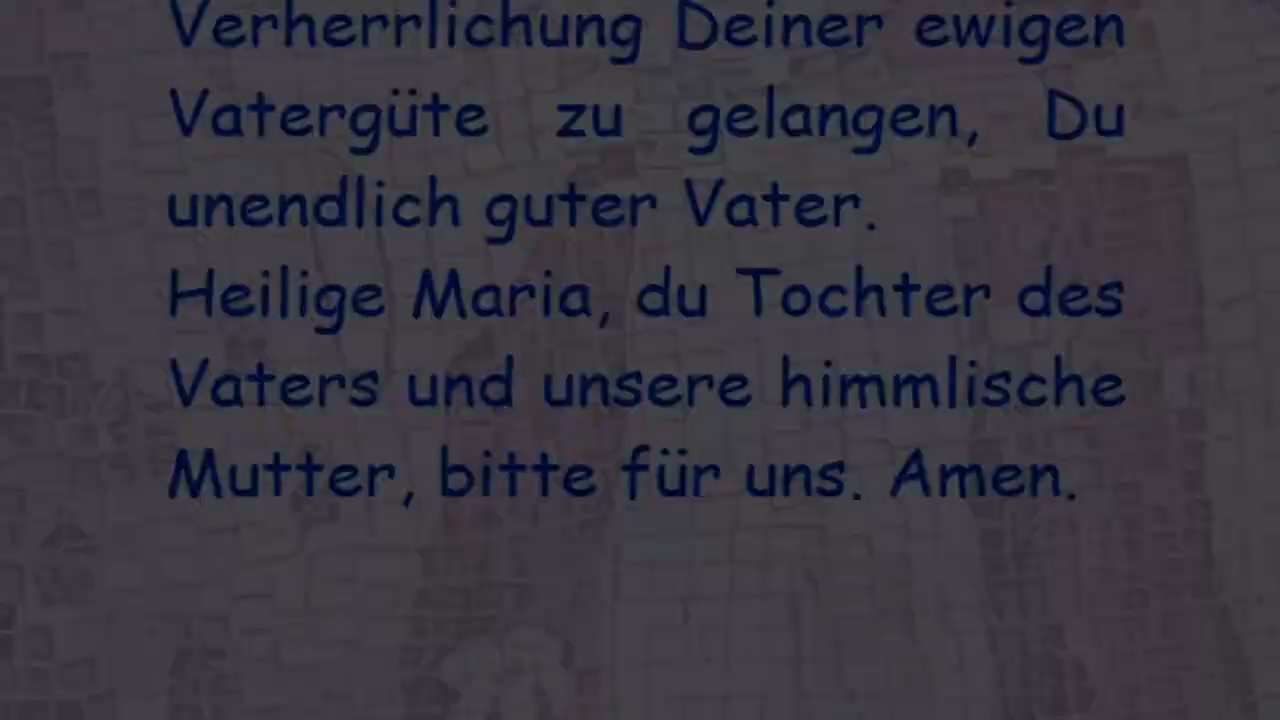 Verherrlichung Deiner ewigen
Vatergüte zu gelangen, Du
unendlich guter Vater.
Heilige Maria, du Tochter des
Vaters und unsere himmlische
Mutter, bitte für uns. Amen.